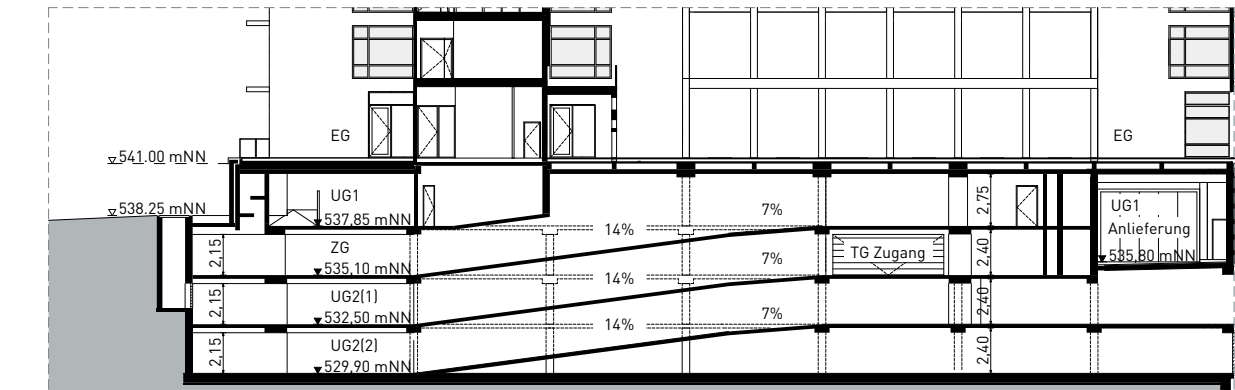 EG
EG
541.00 mNN
538.25 mNN
UG1
537,85 mNN
7%
2,75
UG1
Anlieferung
535,80 mNN
14%
2,15
ZG
535,10 mNN
7%
TG Zugang
2,40
14%
2,15
UG2(1)
532,50 mNN
7%
2,40
14%
2,15
UG2(2)
529,90 mNN
2,40